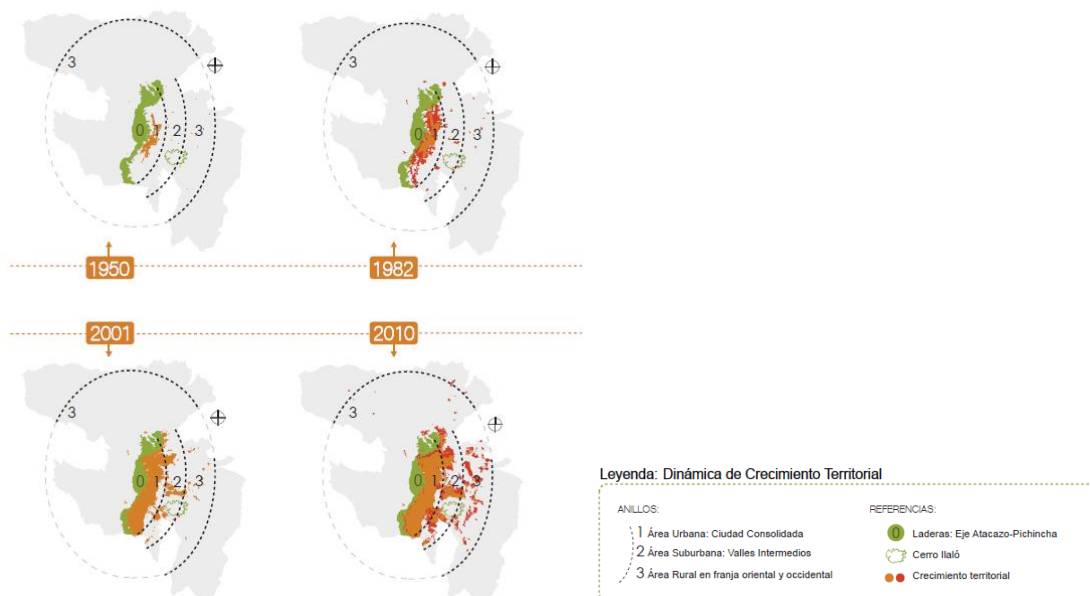 3
3
0 1 2 3
0 1 2 3
1950
1982
2001
2010
3
3
0 1 2 3
0 1 2 3
Leyenda: Dinámica de Crecimiento Territorial
ANILLOS:
1 Área Urbana: Ciudad Consolidada
2 Área Suburbana: Valles Intermedios
3 Área Rural en franja oriental y occidental
REFERENCIAS:
0 Laderas: Eje Atacazo-Pichincha
Cerro Ilaló
Crecimiento territorial